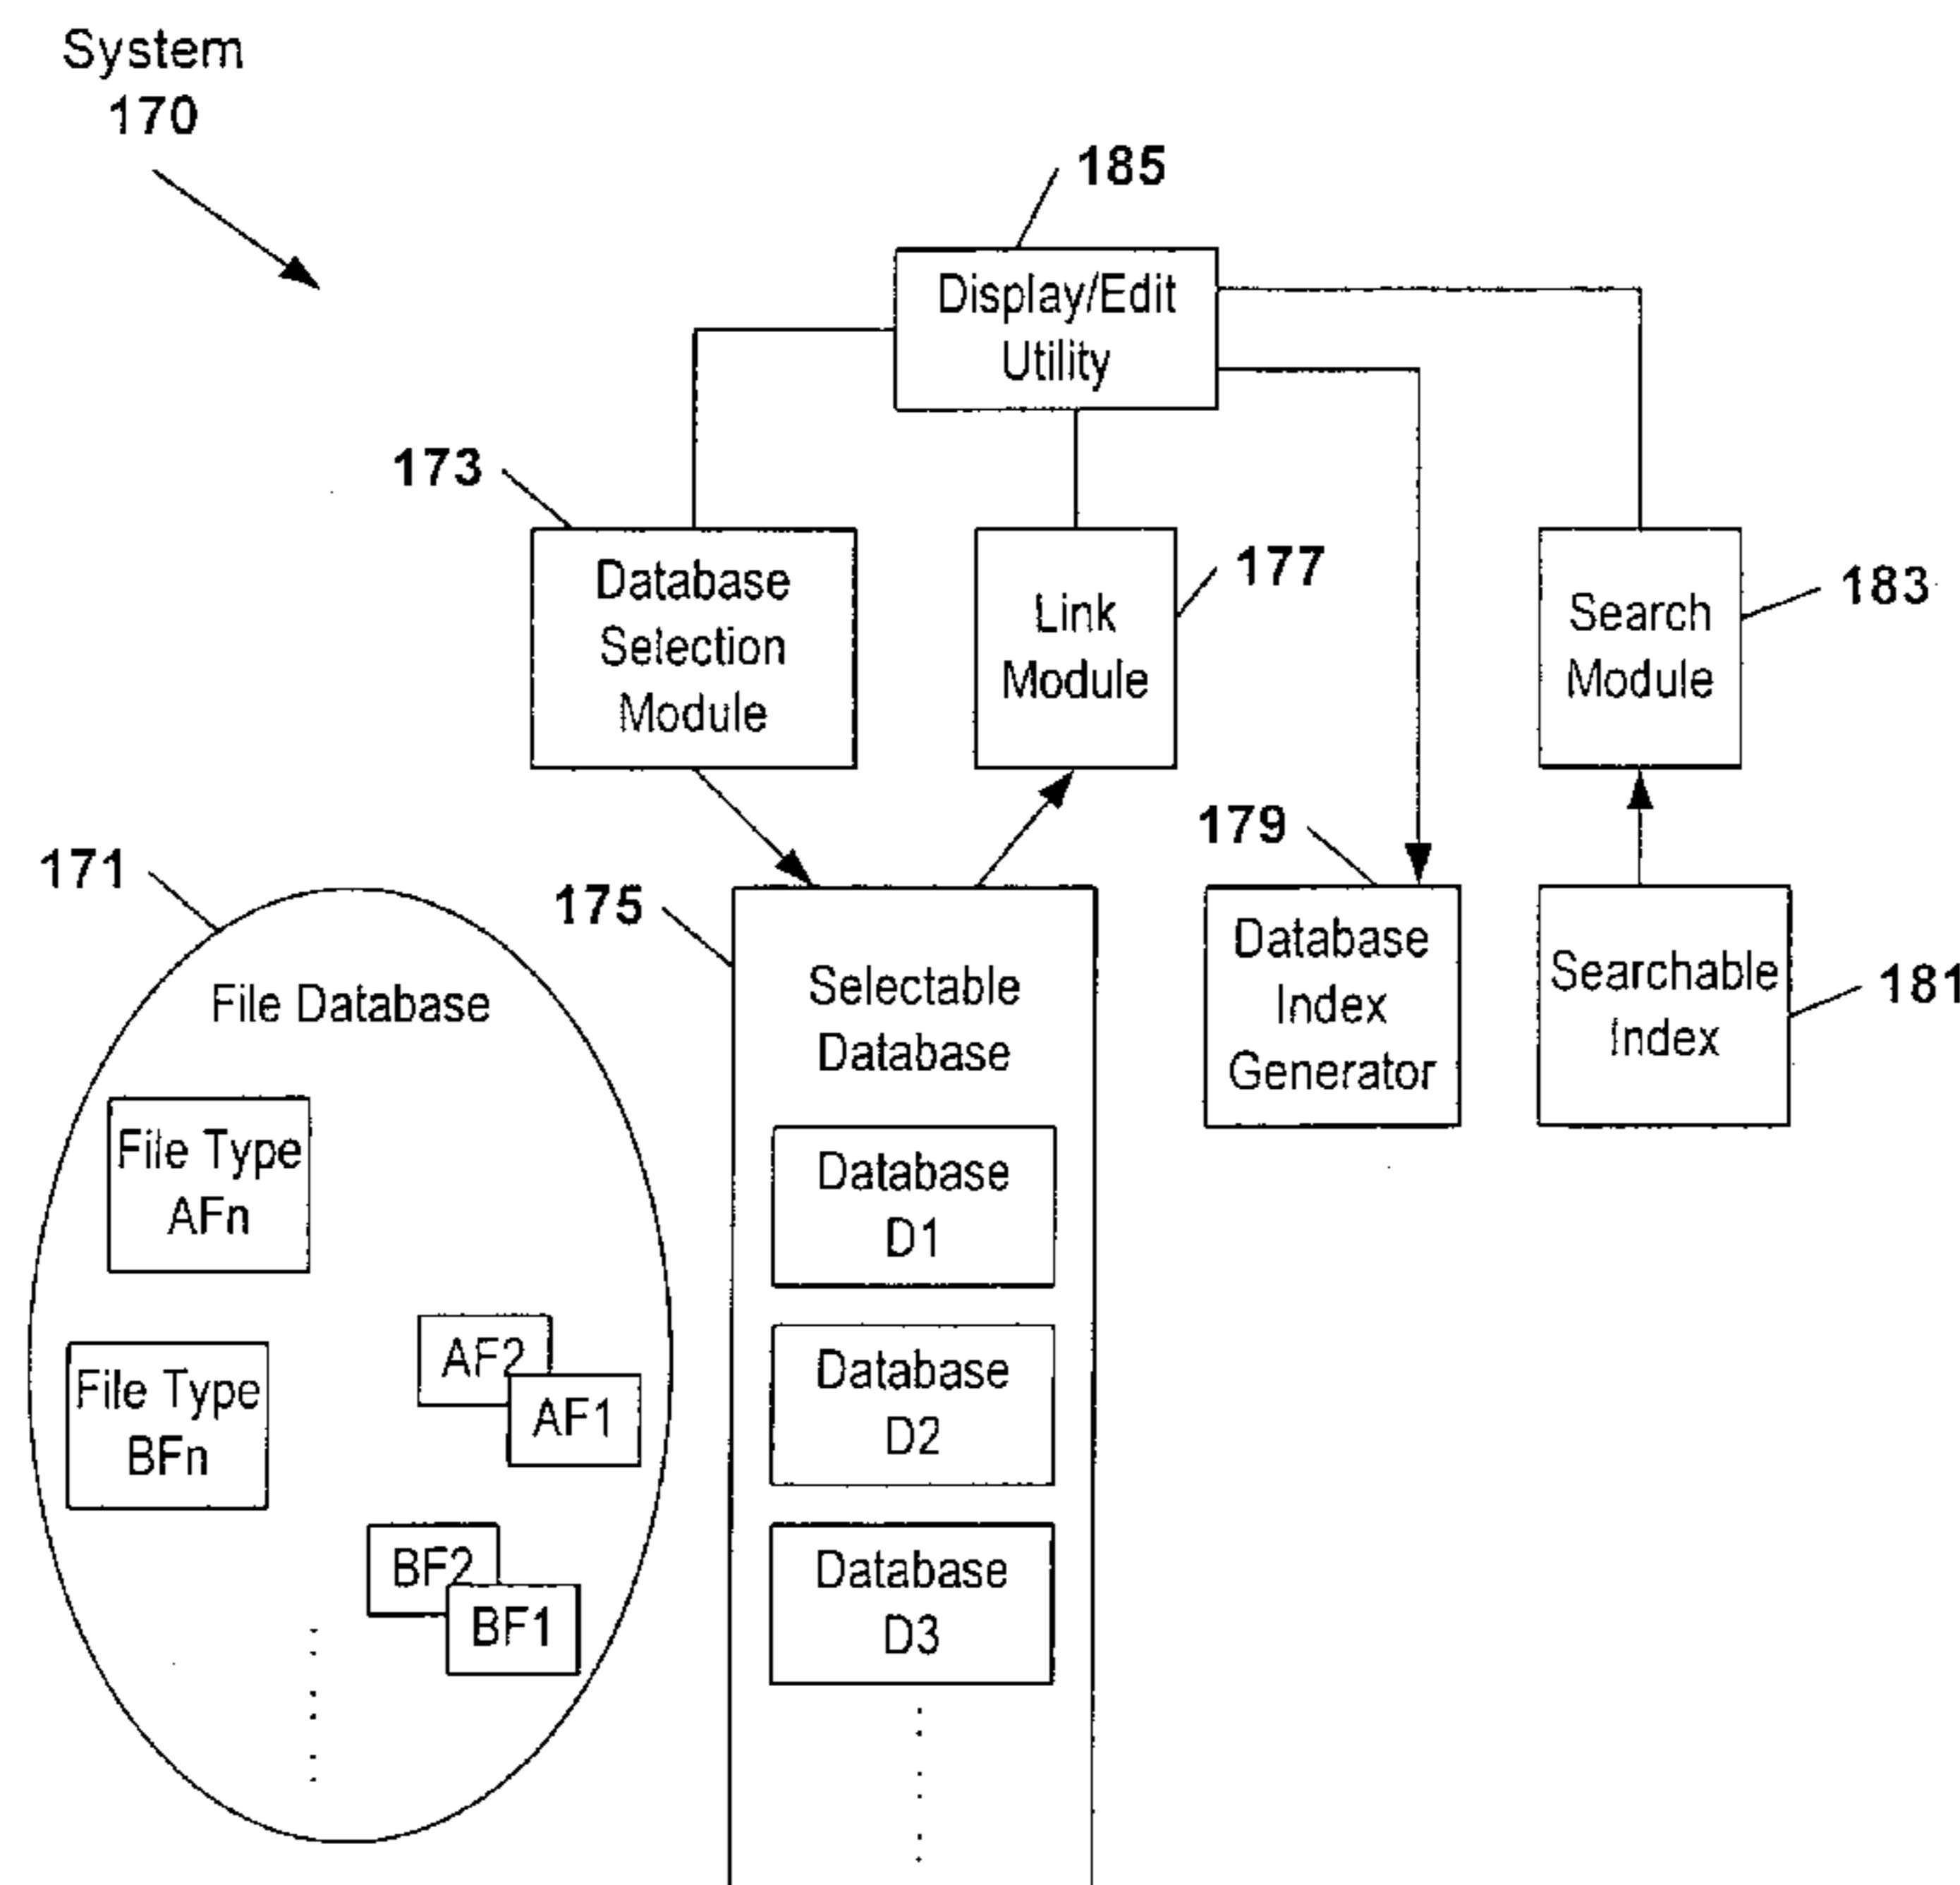 System
170
185
Display/Edit
Utility
173
Database
Selection
Module
177
Link
Module
183
Search
Module
171
File Database
File Type
AFn
File Type
BFn
AF2
AF1
BF2
BF1
175
Selectable
Database
Database
D1
Database
D2
Database
D3
179
Database
Index
Generator
181
Searchable
Index